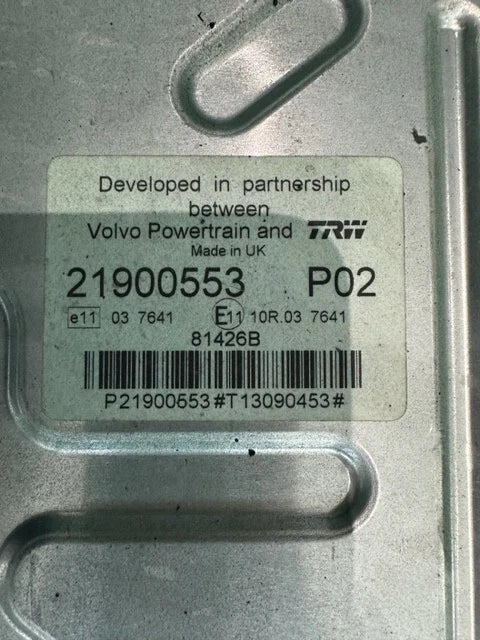 Developed in partnership
between
Volvo Powertrain and TRW
Made in UK
21900553 P02
e11 03 7641 E11 10R.03 7641
81426B
P21900553#T13090453#